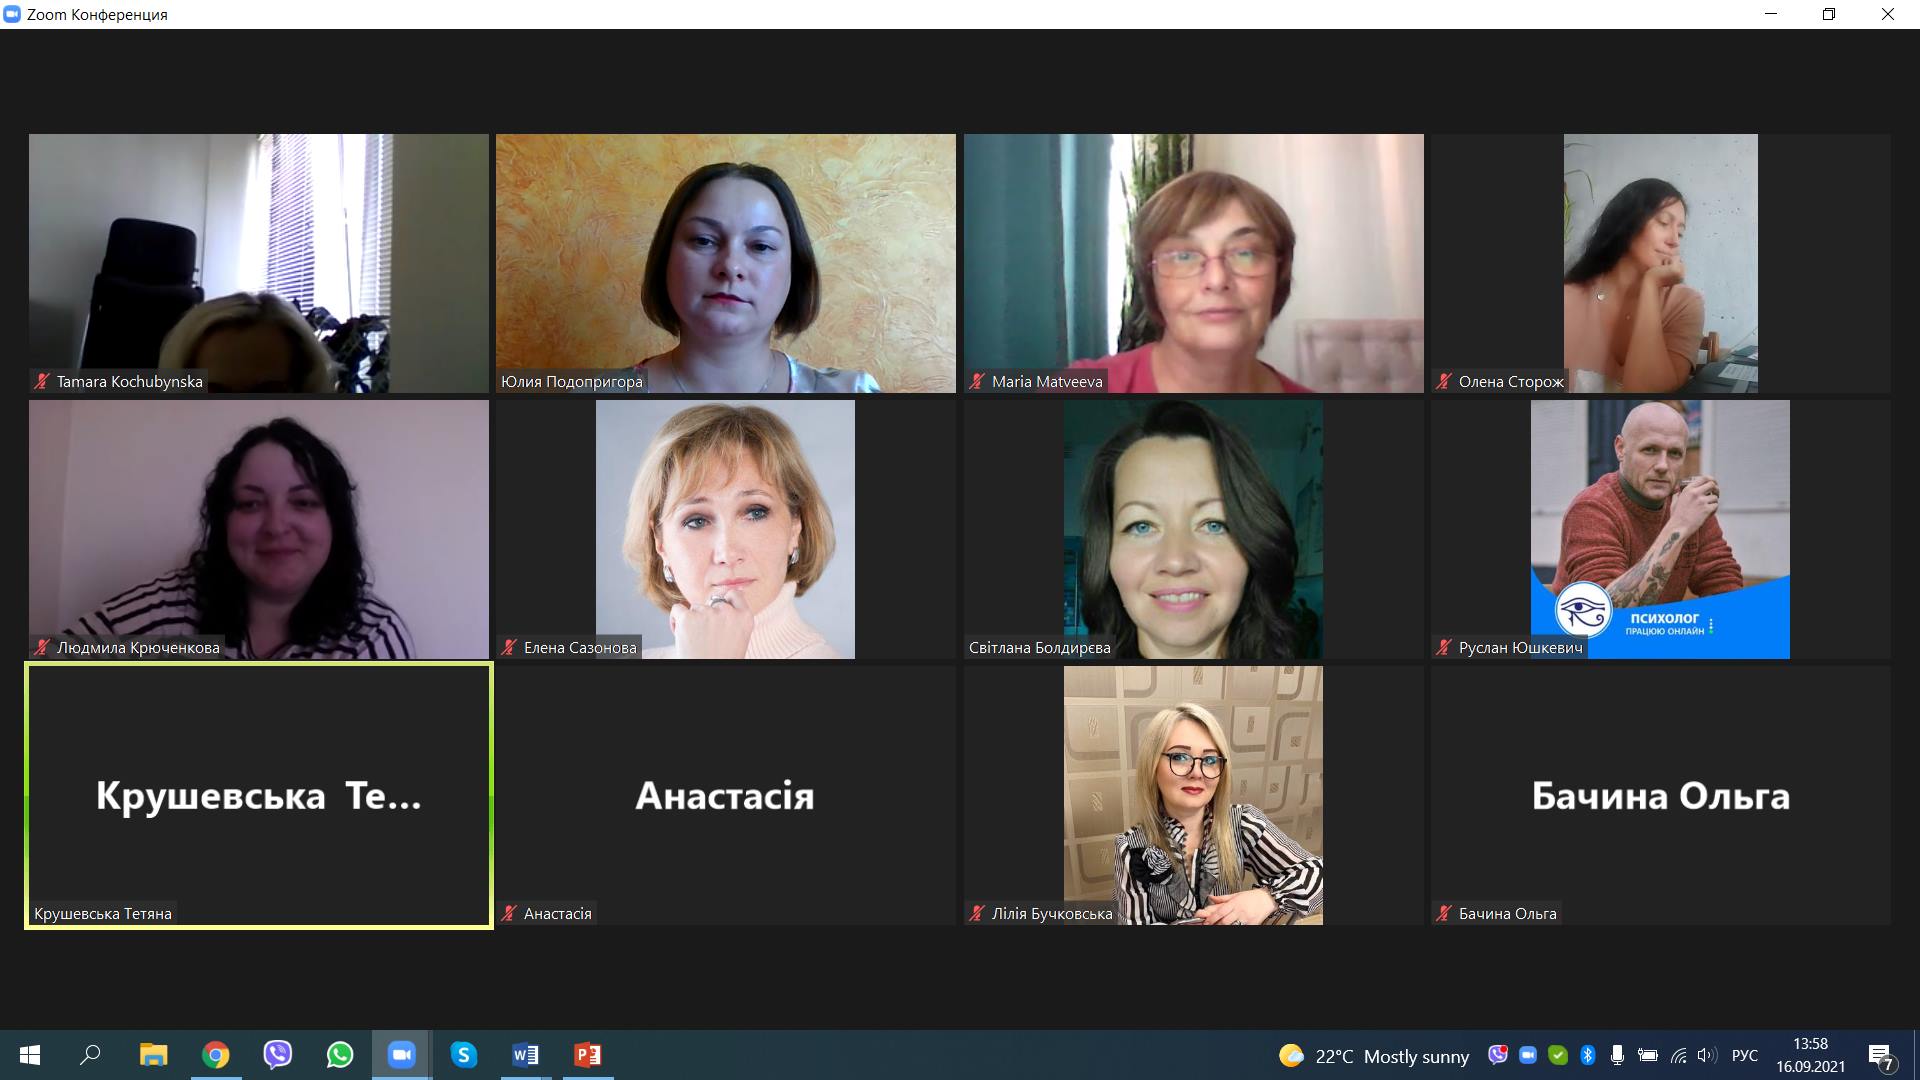 Zoom Конференция
Tamara Kochubynska
Юлия Подопригора
Maria Matveeva
Олена Сторож
Людмила Крюченкова
Елена Сазонова
Світлана Болдирєва
ПСИХОЛОГ
ПРАЦЮЮ ОНЛАЙН
Руслан Юшкевич
Крушевська Те...
Крушевська Тетяна
Анастасія
Анастасія
Лілія Бучковська
Бачина Ольга
Бачина Ольга
22°C Mostly sunny
РУС
13:58
16.09.2021
7